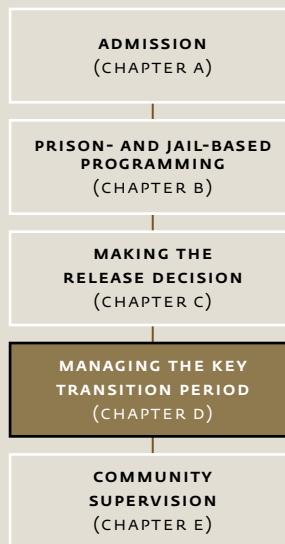 ADMISSION
(CHAPTER A)
PRISON- AND JAIL-BASED
PROGRAMMING
(CHAPTER B)
MAKING THE
RELEASE DECISION
(CHAPTER C)
MANAGING THE KEY
TRANSITION PERIOD
(CHAPTER D)
COMMUNITY
SUPERVISION
(CHAPTER E)